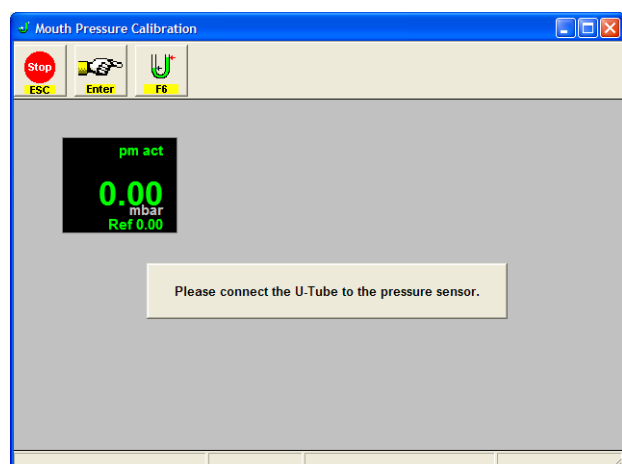 Mouth Pressure Calibration
Stop
ESC
Enter
F6
pm act
0.00
mbar
Ref 0.00
Please connect the U-Tube to the pressure sensor.